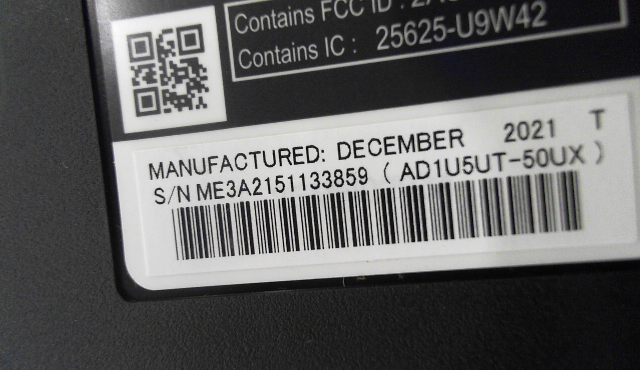 Contains FCC ID :
Contains IC : 25625-U9W42
MANUFACTURED: DECEMBER 2021 T
S/N ME3A2151133859 ( AD1U5UT-50UX )